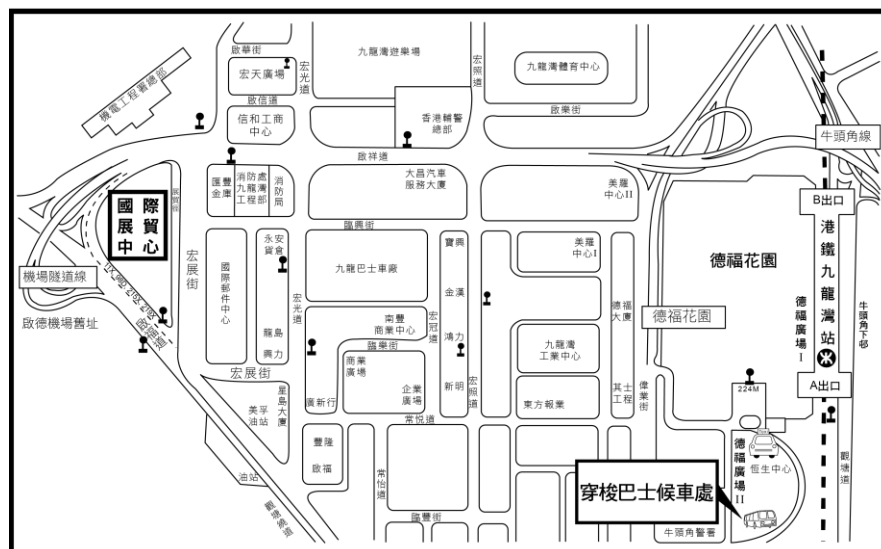 啟華街
宏天廣場
宏光道
九龍灣遊樂場
宏照道
九龍灣體育中心
機電工程署總部
啟信道
信和工商
中心
香港輔警
總部
啟樂街
啟祥道
牛頭角線
匯豐
金庫
消防處
九龍灣
工程部
消防局
大昌汽車
服務大廈
美羅
中心II
展貿徑
國際
展貿
中心
B出口
臨興街
宏展街
國際郵件中心
永安
貨倉
九龍巴士車廠
寶興
美羅
中心I
德福花園
港鐵九龍灣站
機場隧道線
啟德機場舊址
啟福道
宏光道
金漢
德福
大廈
德福花園
德福廣場I
牛頭角下邨
南豐
商業中心
宏冠道
龍島
興力
臨樂街
鴻力
九龍灣
工業中心
宏展街
商業
廣場
A出口
224M
星島大廈
廣新行
企業
廣場
新明
宏照道
東方報業
其士
工程
偉業街
美孚
油站
常悦道
豐隆
啟福
常怡道
德福廣場II
恒生中心
觀塘道
油站
穿梭巴士候車處
觀塘繞道
臨豐街
牛頭角警署